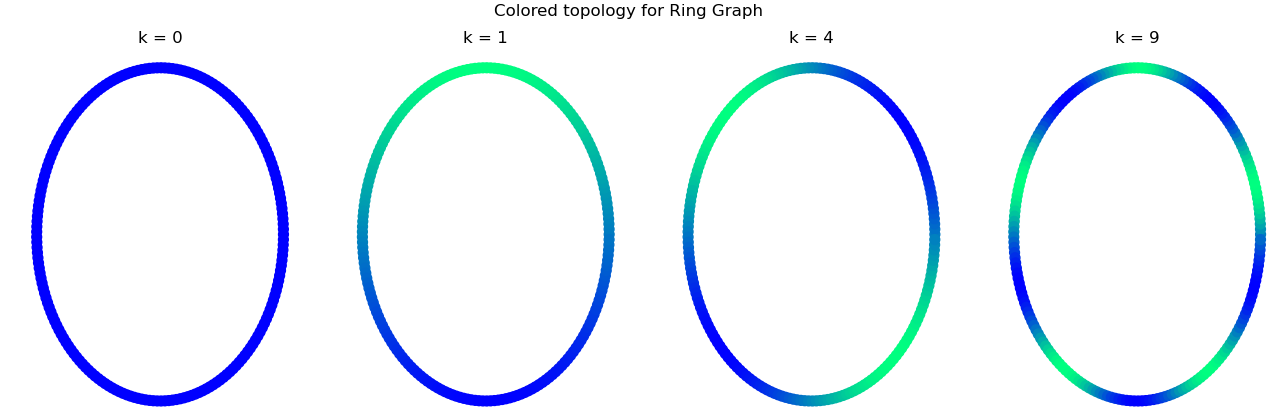 Colored topology for Ring Graph
k = 0
k = 1
k = 4
k = 9